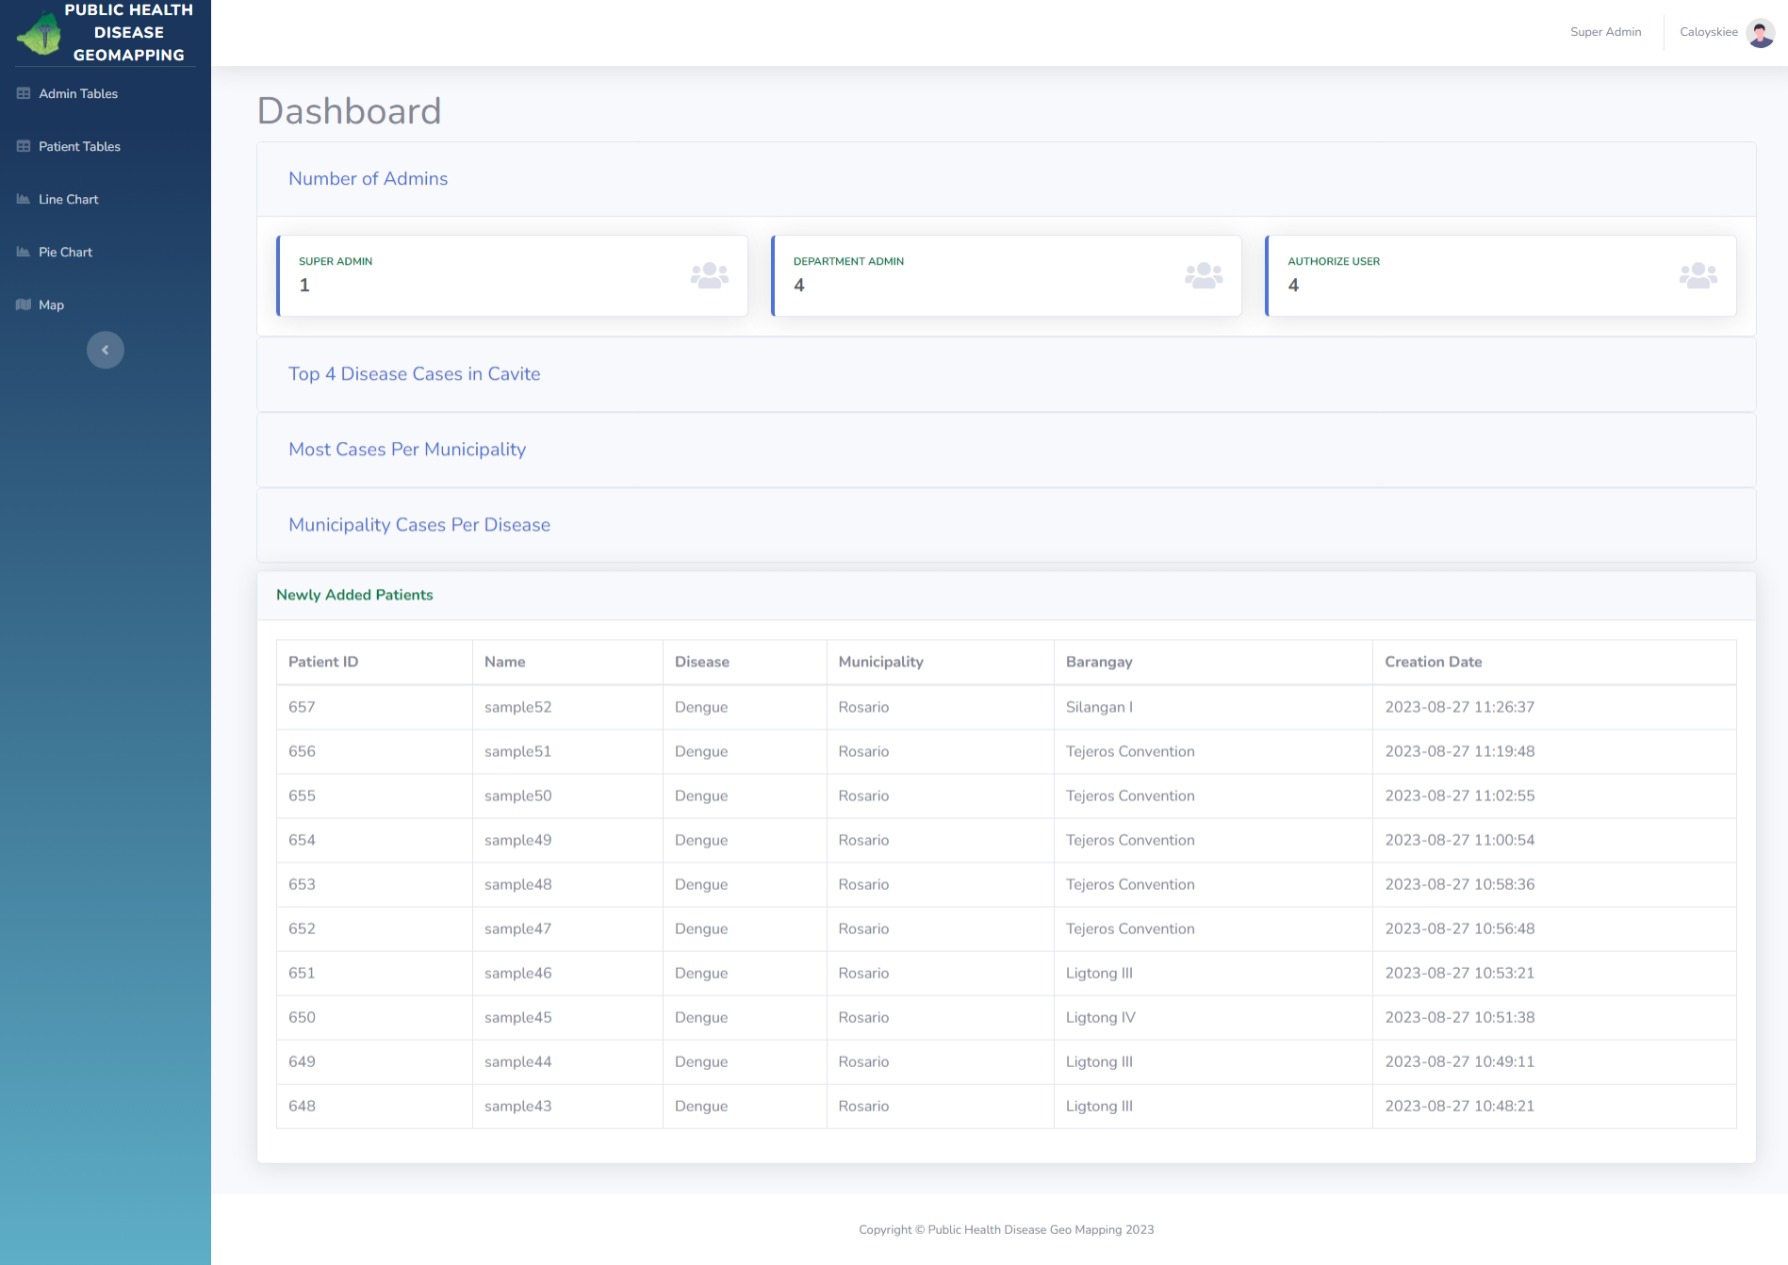 PUBLIC HEALTH
DISEASE
GEOMAPPING
Admin Tables
Patient Tables
Line Chart
Pie Chart
Map
Super Admin
Caloyskiee
Dashboard
Number of Admins
SUPER ADMIN
1
DEPARTMENT ADMIN
4
AUTHORIZE USER
4
Top 4 Disease Cases in Cavite
Most Cases Per Municipality
Municipality Cases Per Disease
Newly Added Patients
Patient ID Name Disease Municipality Barangay Creation Date
657 sample52 Dengue Rosario Silangan I 2023-08-27 11:26:37
656 sample51 Dengue Rosario Tejeros Convention 2023-08-27 11:19:48
655 sample50 Dengue Rosario Tejeros Convention 2023-08-27 11:02:55
654 sample49 Dengue Rosario Tejeros Convention 2023-08-27 11:00:54
653 sample48 Dengue Rosario Tejeros Convention 2023-08-27 10:58:36
652 sample47 Dengue Rosario Tejeros Convention 2023-08-27 10:56:48
651 sample46 Dengue Rosario Ligtong III 2023-08-27 10:53:21
650 sample45 Dengue Rosario Ligtong IV 2023-08-27 10:51:38
649 sample44 Dengue Rosario Ligtong III 2023-08-27 10:49:11
648 sample43 Dengue Rosario Ligtong III 2023-08-27 10:48:21
Copyright © Public Health Disease Geo Mapping 2023